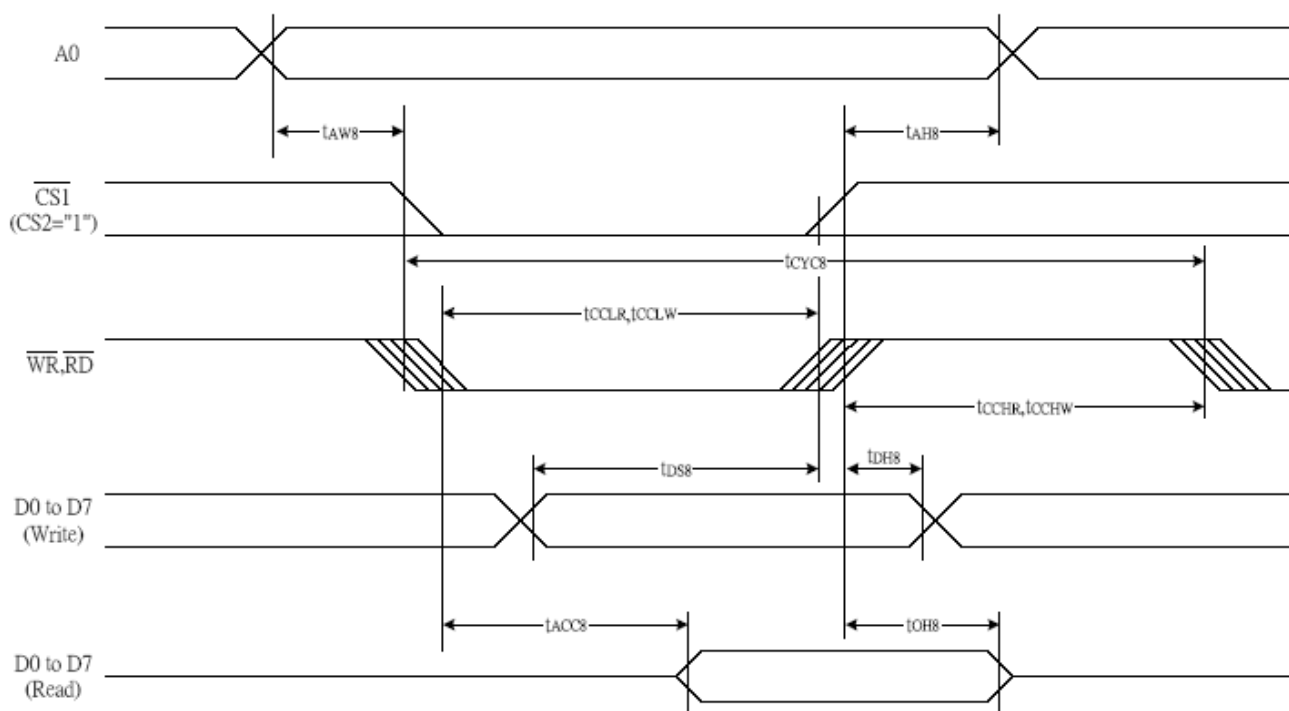 A0
tAW8
tAH8
CS1
(CS2="1")
tCYC8
tCCLR,tCCLW
WR,RD
tCCHR,tCCHW
tDS8
tDH8
D0 to D7
(Write)
tACC8
tOH8
D0 to D7
(Read)